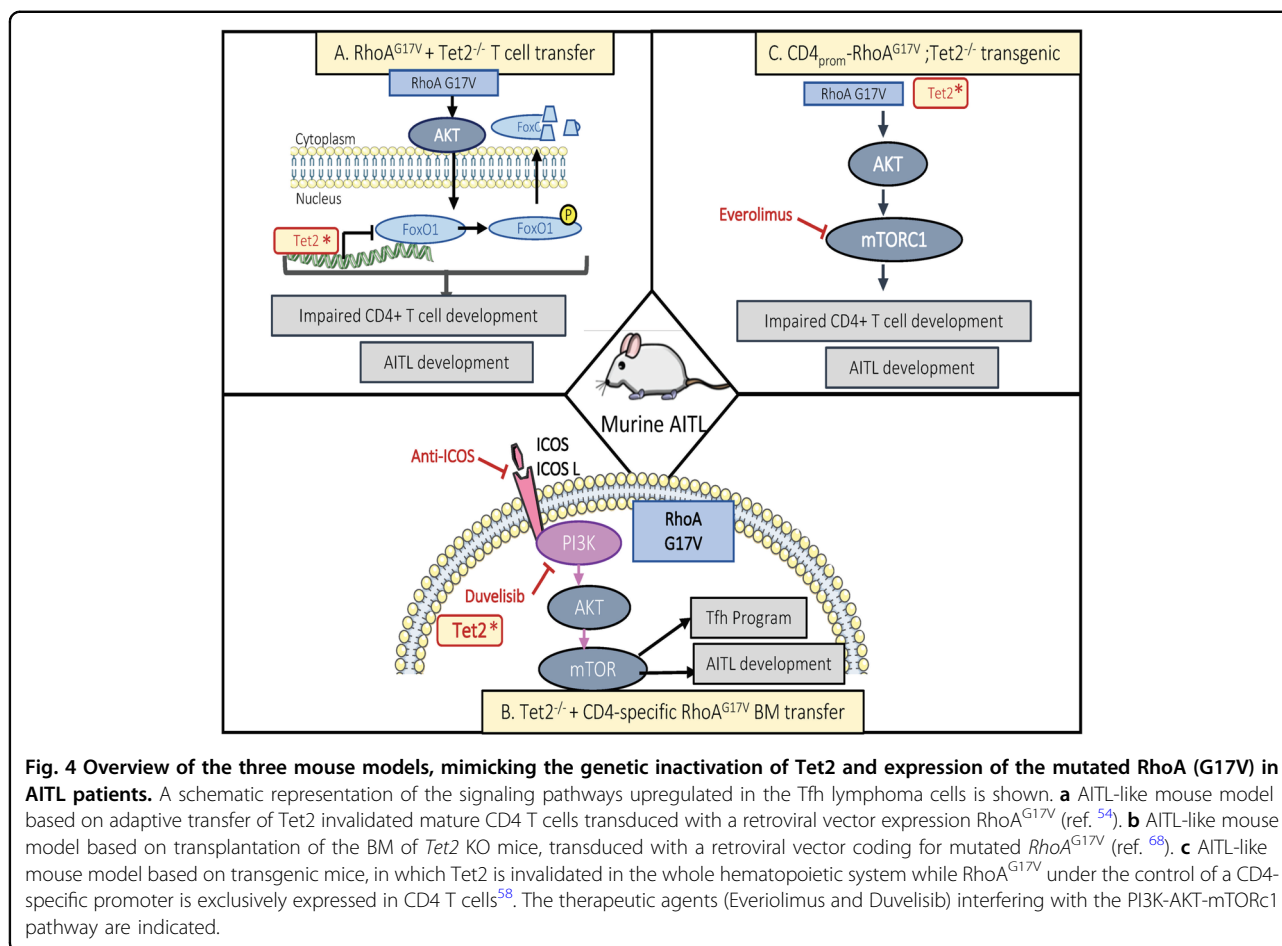 A. RhoA^G17V + Tet2^-/- T cell transfer
RhoA G17V
AKT
FoxO
Cytoplasm
Nucleus
Tet2*
FoxO1
FoxO1
P
Impaired CD4+ T cell development
AITL development
C. CD4_prom-RhoA^G17V ;Tet2^-/- transgenic
RhoA G17V
Tet2*
AKT
Everolimus
mTORC1
Impaired CD4+ T cell development
AITL development
Murine AITL
Anti-ICOS
ICOS
ICOS L
RhoA
G17V
PI3K
Duvelisib
AKT
Tet2*
Tfh Program
mTOR
AITL development
B. Tet2^-/- + CD4-specific RhoA^G17V BM transfer
Fig. 4 Overview of the three mouse models, mimicking the genetic inactivation of Tet2 and expression of the mutated RhoA (G17V) in
AITL patients. A schematic representation of the signaling pathways upregulated in the Tfh lymphoma cells is shown. a AITL-like mouse model
based on adaptive transfer of Tet2 invalidated mature CD4 T cells transduced with a retroviral vector expression RhoA^G17V (ref. 54). b AITL-like mouse
model based on transplantation of the BM of Tet2 KO mice, transduced with a retroviral vector coding for mutated RhoA^G17V (ref. 68). c AITL-like
mouse model based on transgenic mice, in which Tet2 is invalidated in the whole hematopoietic system while RhoA^G17V under the control of a CD4-
specific promoter is exclusively expressed in CD4 T cells58. The therapeutic agents (Everiolimus and Duvelisib) interfering with the PI3K-AKT-mTORc1
pathway are indicated.